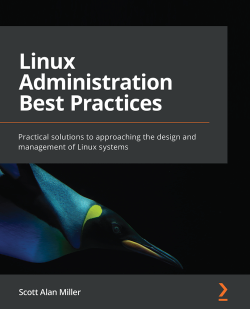 Linux
Administration
Best Practices
Practical solutions to approaching the design and
management of Linux systems
Scott Alan Miller